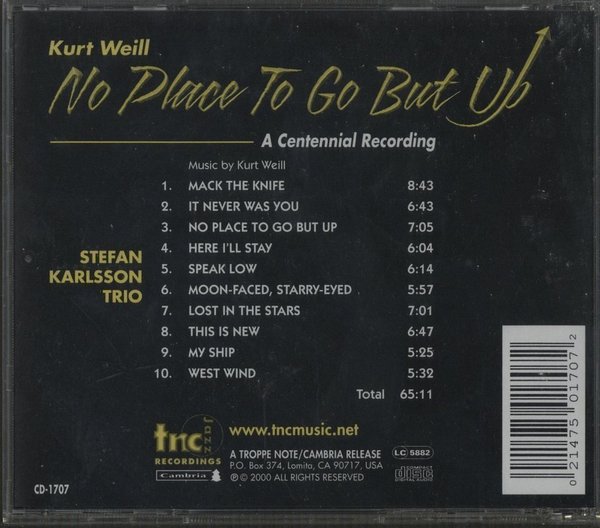 Kurt Weill
No Place To Go But Up
A Centennial Recording
Music by Kurt Weill
1. MACK THE KNIFE 8:43
2. IT NEVER WAS YOU 6:43
3. NO PLACE TO GO BUT UP 7:05
4. HERE I'LL STAY 6:04
5. SPEAK LOW 6:14
6. MOON-FACED, STARRY-EYED 5:57
7. LOST IN THE STARS 7:01
8. THIS IS NEW 6:47
9. MY SHIP 5:25
10. WEST WIND 5:32
Total 65:11
STEFAN
KARLSSON
TRIO
tnc jazz
RECORDINGS
Cambria
www.tncmusic.net
A TROPPE NOTE/CAMBRIA RELEASE
P.O. Box 374, Lomita, CA 90717, USA
℗ © 2000 ALL RIGHTS RESERVED
LC 5882
COMPACT
disc
DIGITAL AUDIO
CD-1707
0 21475 01707 2